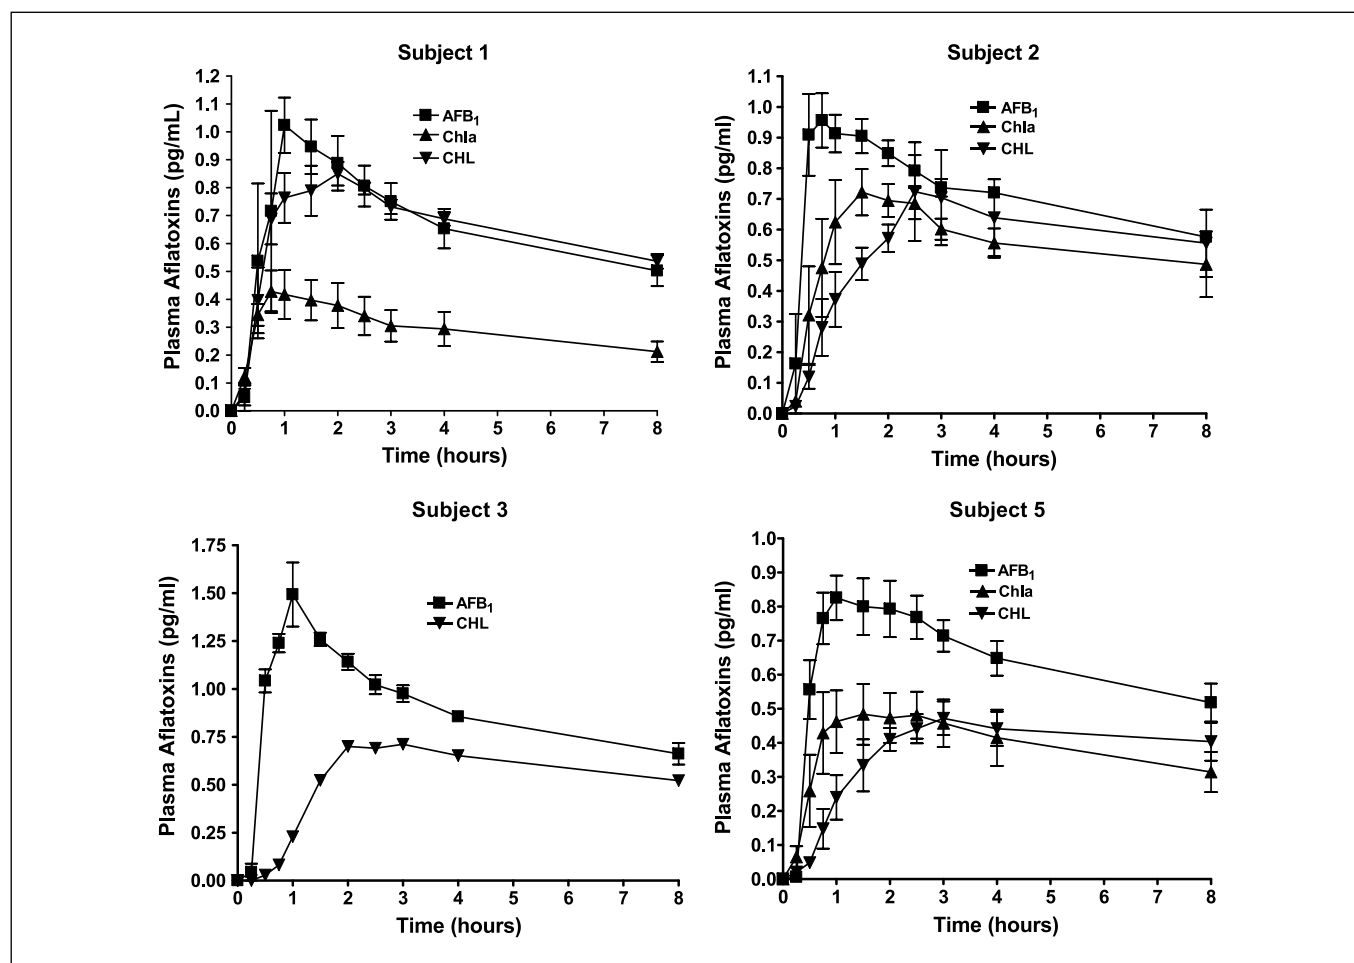 Subject 1
Plasma Aflatoxins (pg/mL)
1.2
1.1
1.0
0.9
0.8
0.7
0.6
0.5
0.4
0.3
0.2
0.1
0.0
AFB₁
Chla
CHL
0 1 2 3 4 5 6 7 8
Time (hours)
Subject 2
Plasma Aflatoxins (pg/ml)
1.1
1.0
0.9
0.8
0.7
0.6
0.5
0.4
0.3
0.2
0.1
0.0
AFB₁
Chla
CHL
0 1 2 3 4 5 6 7 8
Time (hours)
Subject 3
Plasma Aflatoxins (pg/ml)
1.75
1.50
1.25
1.00
0.75
0.50
0.25
0.00
AFB₁
CHL
0 1 2 3 4 5 6 7 8
Time (hours)
Subject 5
Plasma Aflatoxins (pg/ml)
1.0
0.9
0.8
0.7
0.6
0.5
0.4
0.3
0.2
0.1
0.0
AFB₁
Chla
CHL
0 1 2 3 4 5 6 7 8
Time (hours)